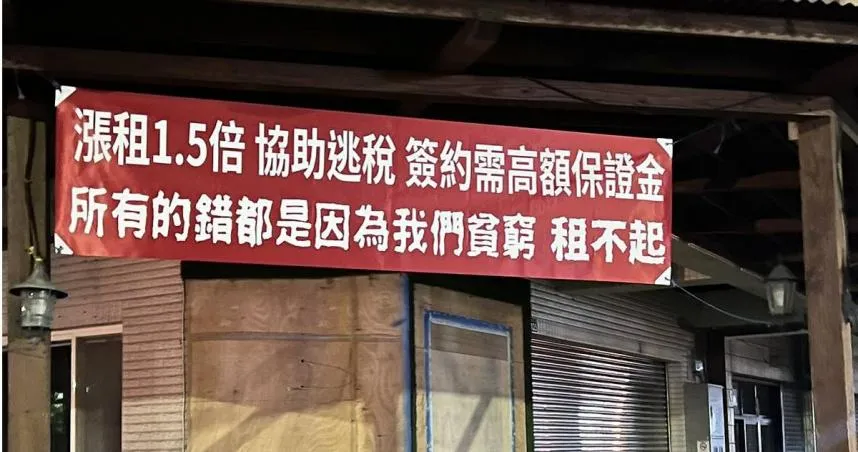 漲租1.5倍 協助逃稅 簽約需高額保證金
所有的錯都是因為我們貧窮 租不起